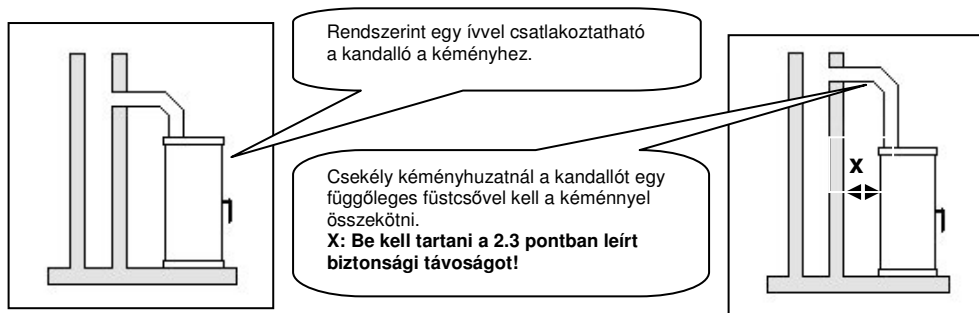 Rendszerint egy ívvel csatlakoztatható
a kandalló a kéményhez.
Csekély kéményhuzatnál a kandallót egy
függőleges füstcsővel kell a kéménnyel
összekötni.
X: Be kell tartani a 2.3 pontban leírt
biztonsági távoságot!
X